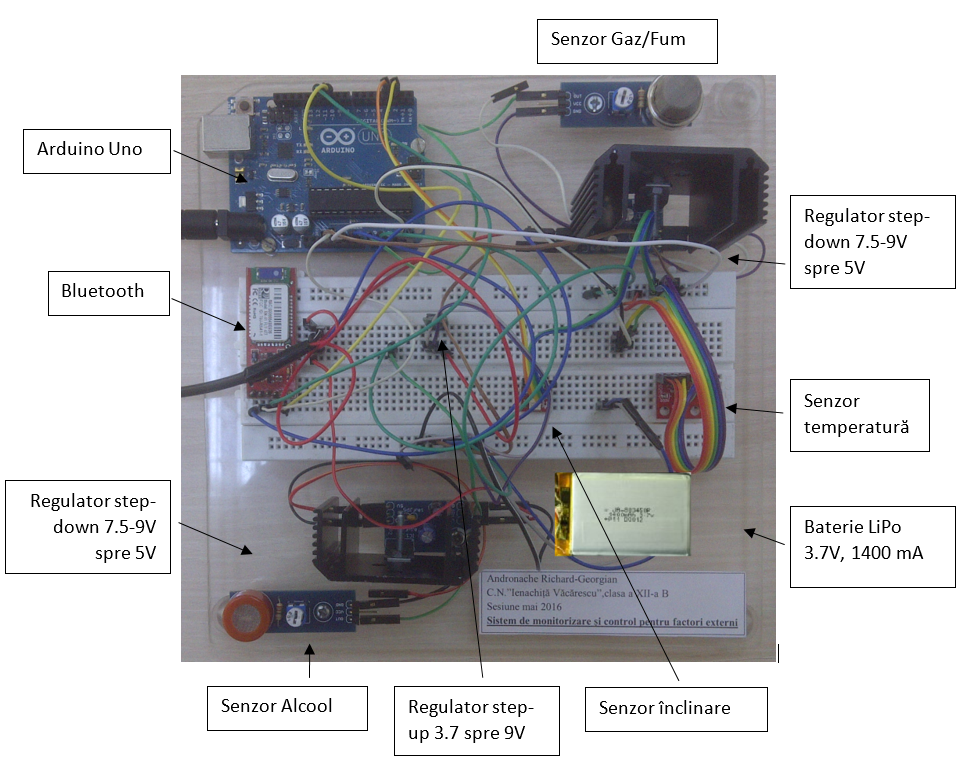 Senzor Gaz/Fum
Arduino Uno
UNO
ARDUINO
Regulator step-
down 7.5-9V
spre 5V
Bluetooth
Senzor
temperatură
Regulator step-
down 7.5-9V
spre 5V
Baterie LiPo
3.7V, 1400 mA
Andronache Richard-Georgian
C.N."Ienachiță Văcărescu",clasa a XII-a B
Sesiune mai 2016
Sistem de monitorizare si control pentru factori externi
Senzor Alcool
Regulator step-
up 3.7 spre 9V
Senzor înclinare